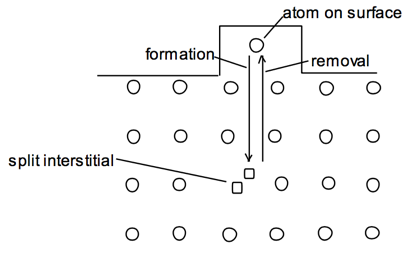 atom on surface
formation
removal
split interstitial